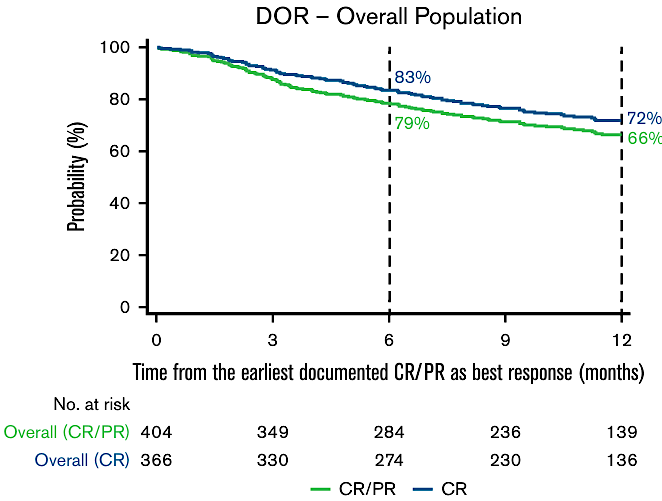 DOR – Overall Population
100
80
60
40
20
0
Probability (%)
83%
79%
72%
66%
0 3 6 9 12
Time from the earliest documented CR/PR as best response (months)
No. at risk
Overall (CR/PR) 404 349 284 236 139
Overall (CR) 366 330 274 230 136
CR/PR CR